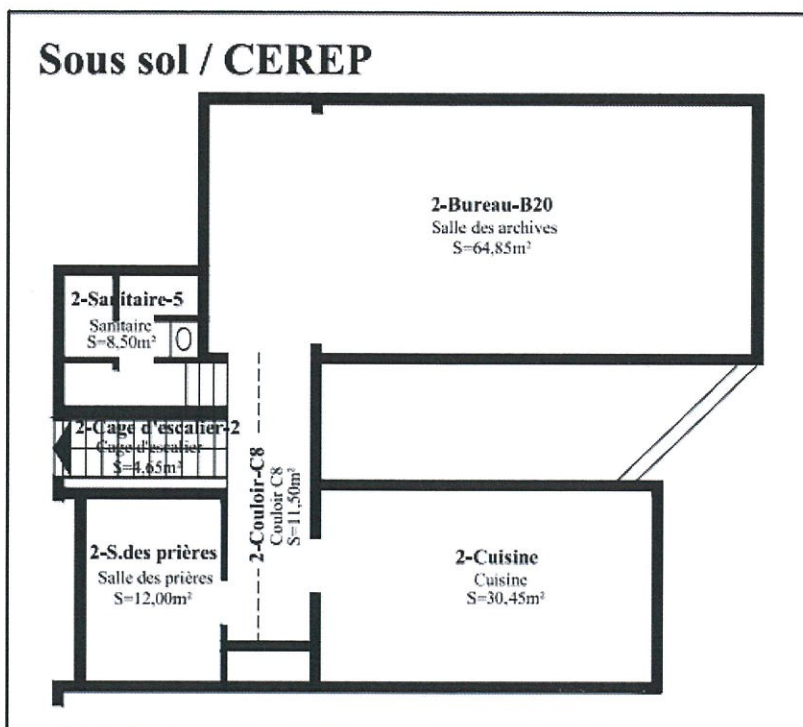 Sous sol / CEREP
2-Bureau-B20
Salle des archives
S=64,85m²
2-Sanitaire-5
Sanitaire
S=8,50m²
2-Cage d'escalier-2
Cage d'escalier
S=4,65m²
2-Couloir-C8
Couloir C8
S=11,50m²
2-S.des prières
Salle des prières
S=12,00m²
2-Cuisine
Cuisine
S=30,45m²